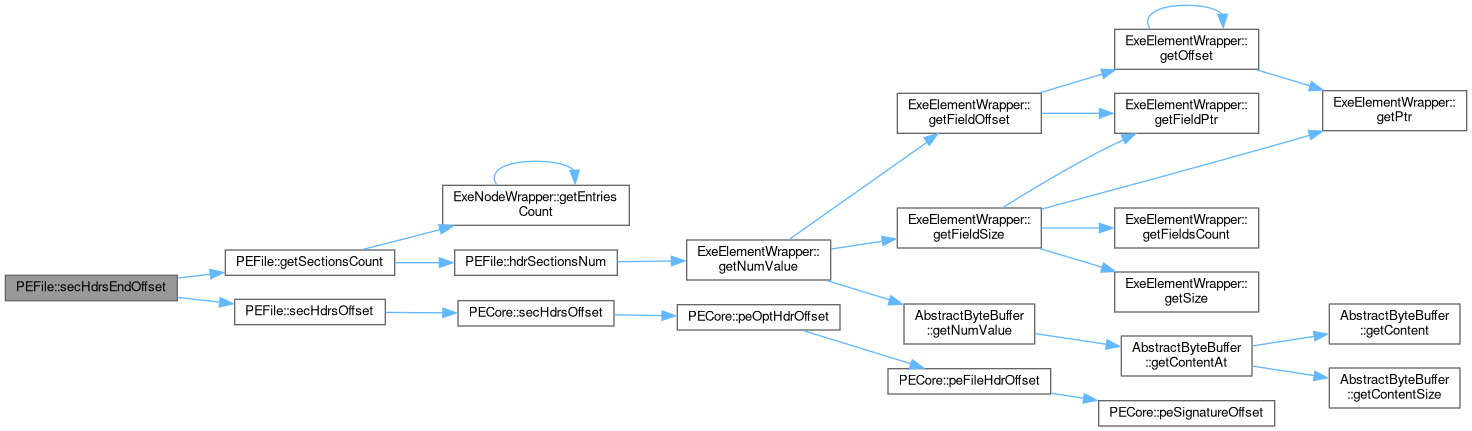 PEFile::secHdrsEndOffset
PEFile::getSectionsCount
PEFile::secHdrsOffset
ExeNodeWrapper::getEntries
Count
PEFile::hdrSectionsNum
PECore::secHdrsOffset
ExeElementWrapper::
getNumValue
PECore::peOptHdrOffset
ExeElementWrapper::
getFieldOffset
ExeElementWrapper::
getFieldSize
AbstractByteBuffer
::getNumValue
PECore::peFileHdrOffset
ExeElementWrapper::
getOffset
ExeElementWrapper::
getFieldPtr
ExeElementWrapper::
getFieldsCount
ExeElementWrapper::
getSize
AbstractByteBuffer
::getContentAt
PECore::peSignatureOffset
ExeElementWrapper::
getPtr
AbstractByteBuffer
::getContent
AbstractByteBuffer
::getContentSize